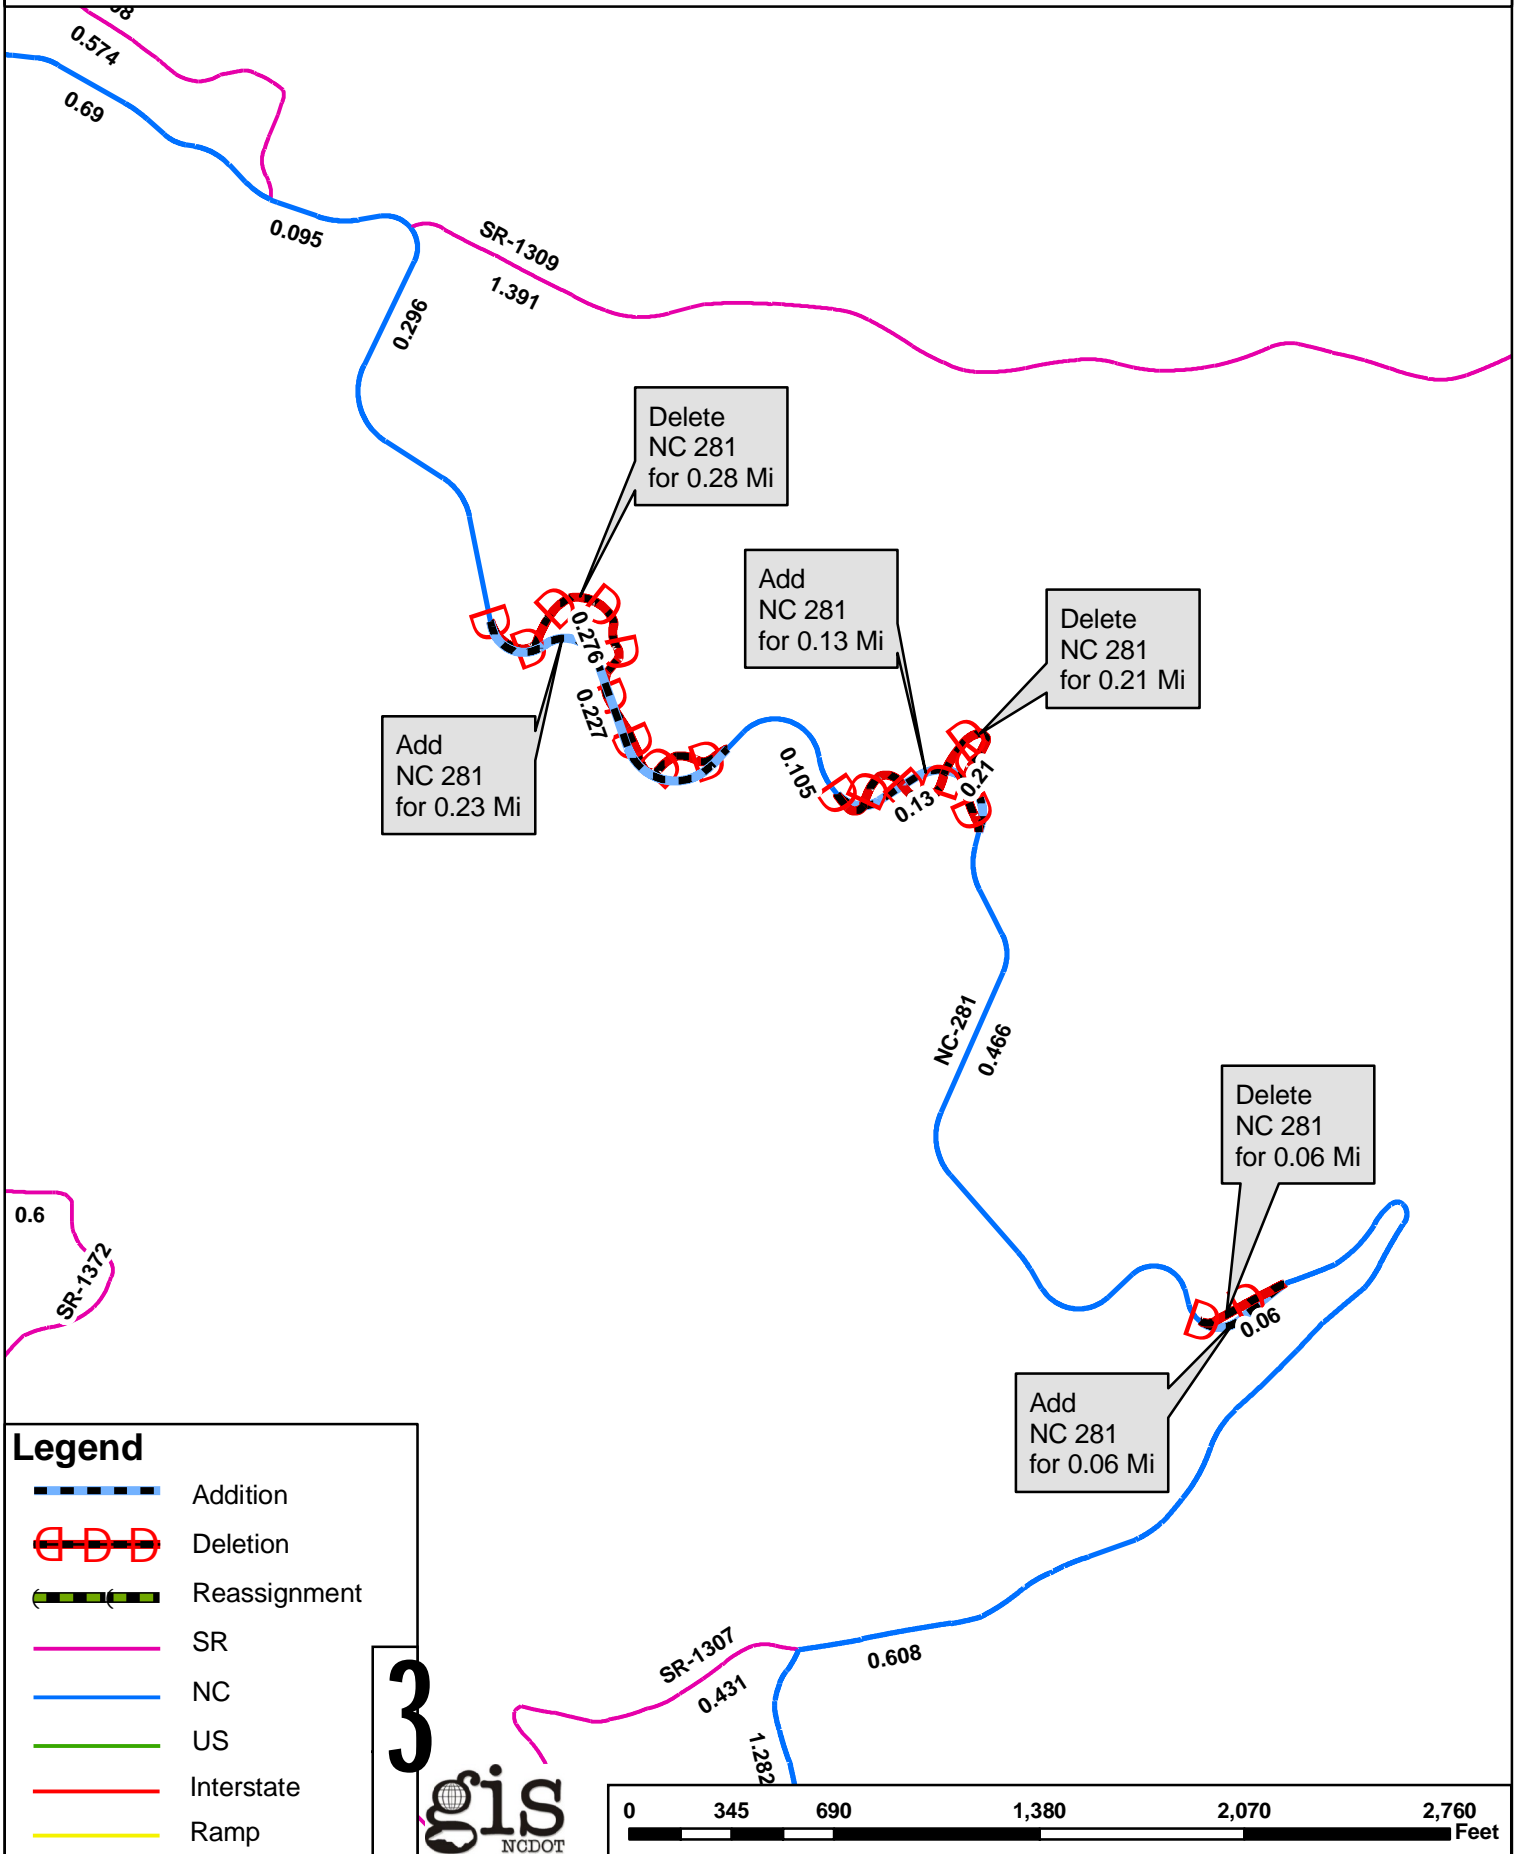 0.574
0.69
0.095
SR-1309
1.391
0.296
Delete
NC 281
for 0.28 Mi
Add
NC 281
for 0.13 Mi
Delete
NC 281
for 0.21 Mi
0.276
0.227
Add
NC 281
for 0.23 Mi
0.105
0.13
0.21
NC-281
0.466
Delete
NC 281
for 0.06 Mi
0.6
SR-1372
0.06
Add
NC 281
for 0.06 Mi
Legend
Addition
Deletion
Reassignment
SR
NC
US
Interstate
Ramp
3
SR-1307
0.431
0.608
1.282
gis
NCDOT
0 345 690 1,380 2,070 2,760
Feet